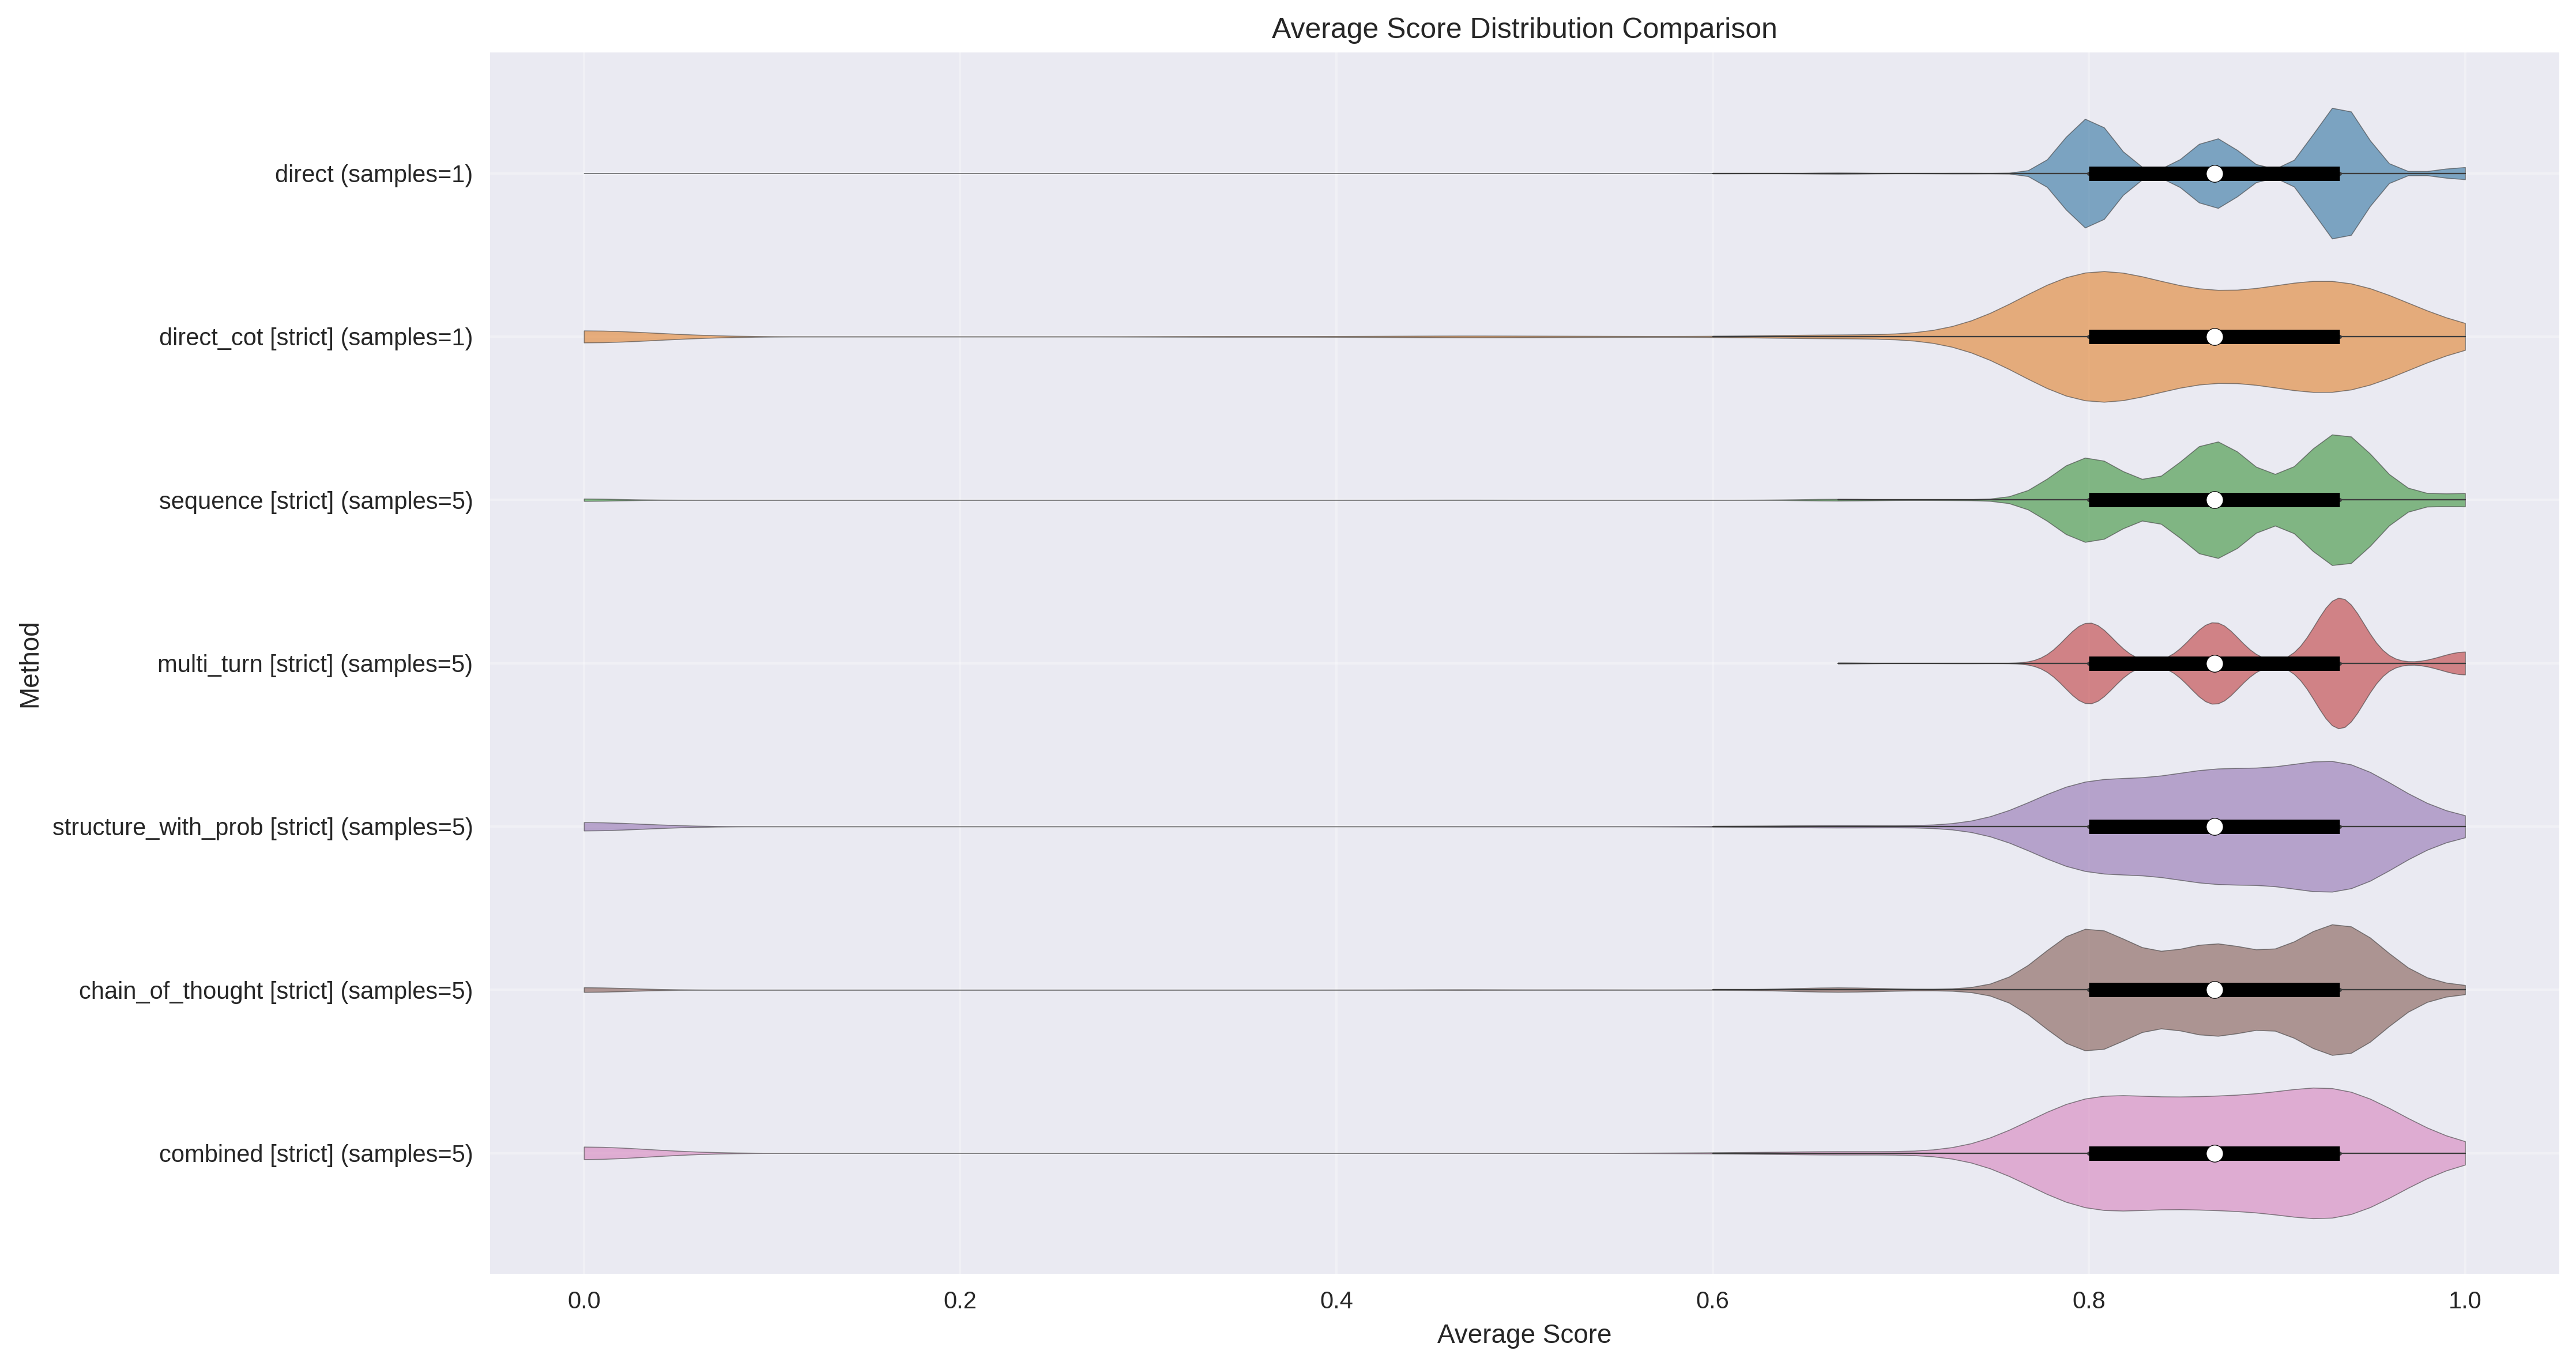 Average Score Distribution Comparison
Method
direct (samples=1)
direct_cot [strict] (samples=1)
sequence [strict] (samples=5)
multi_turn [strict] (samples=5)
structure_with_prob [strict] (samples=5)
chain_of_thought [strict] (samples=5)
combined [strict] (samples=5)
0.0 0.2 0.4 0.6 0.8 1.0
Average Score